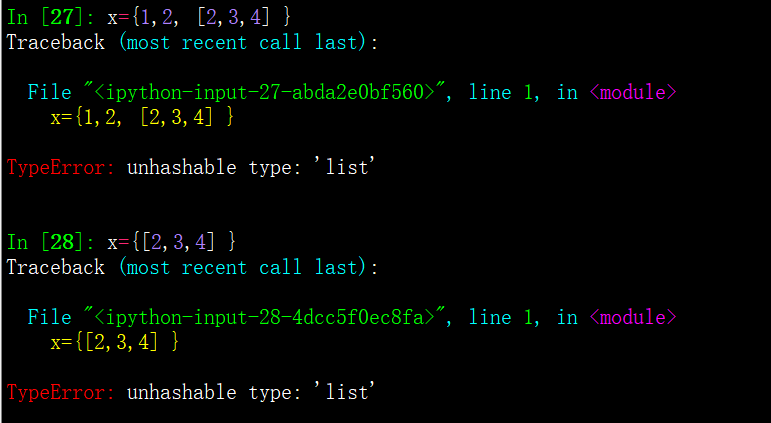 In [27]: x={1,2, [2,3,4] }
Traceback (most recent call last):
File "<ipython-input-27-abda2e0bf560>", line 1, in <module>
x={1,2, [2,3,4] }
TypeError: unhashable type: 'list'
In [28]: x={[2,3,4] }
Traceback (most recent call last):
File "<ipython-input-28-4dcc5f0ec8fa>", line 1, in <module>
x={[2,3,4] }
TypeError: unhashable type: 'list'